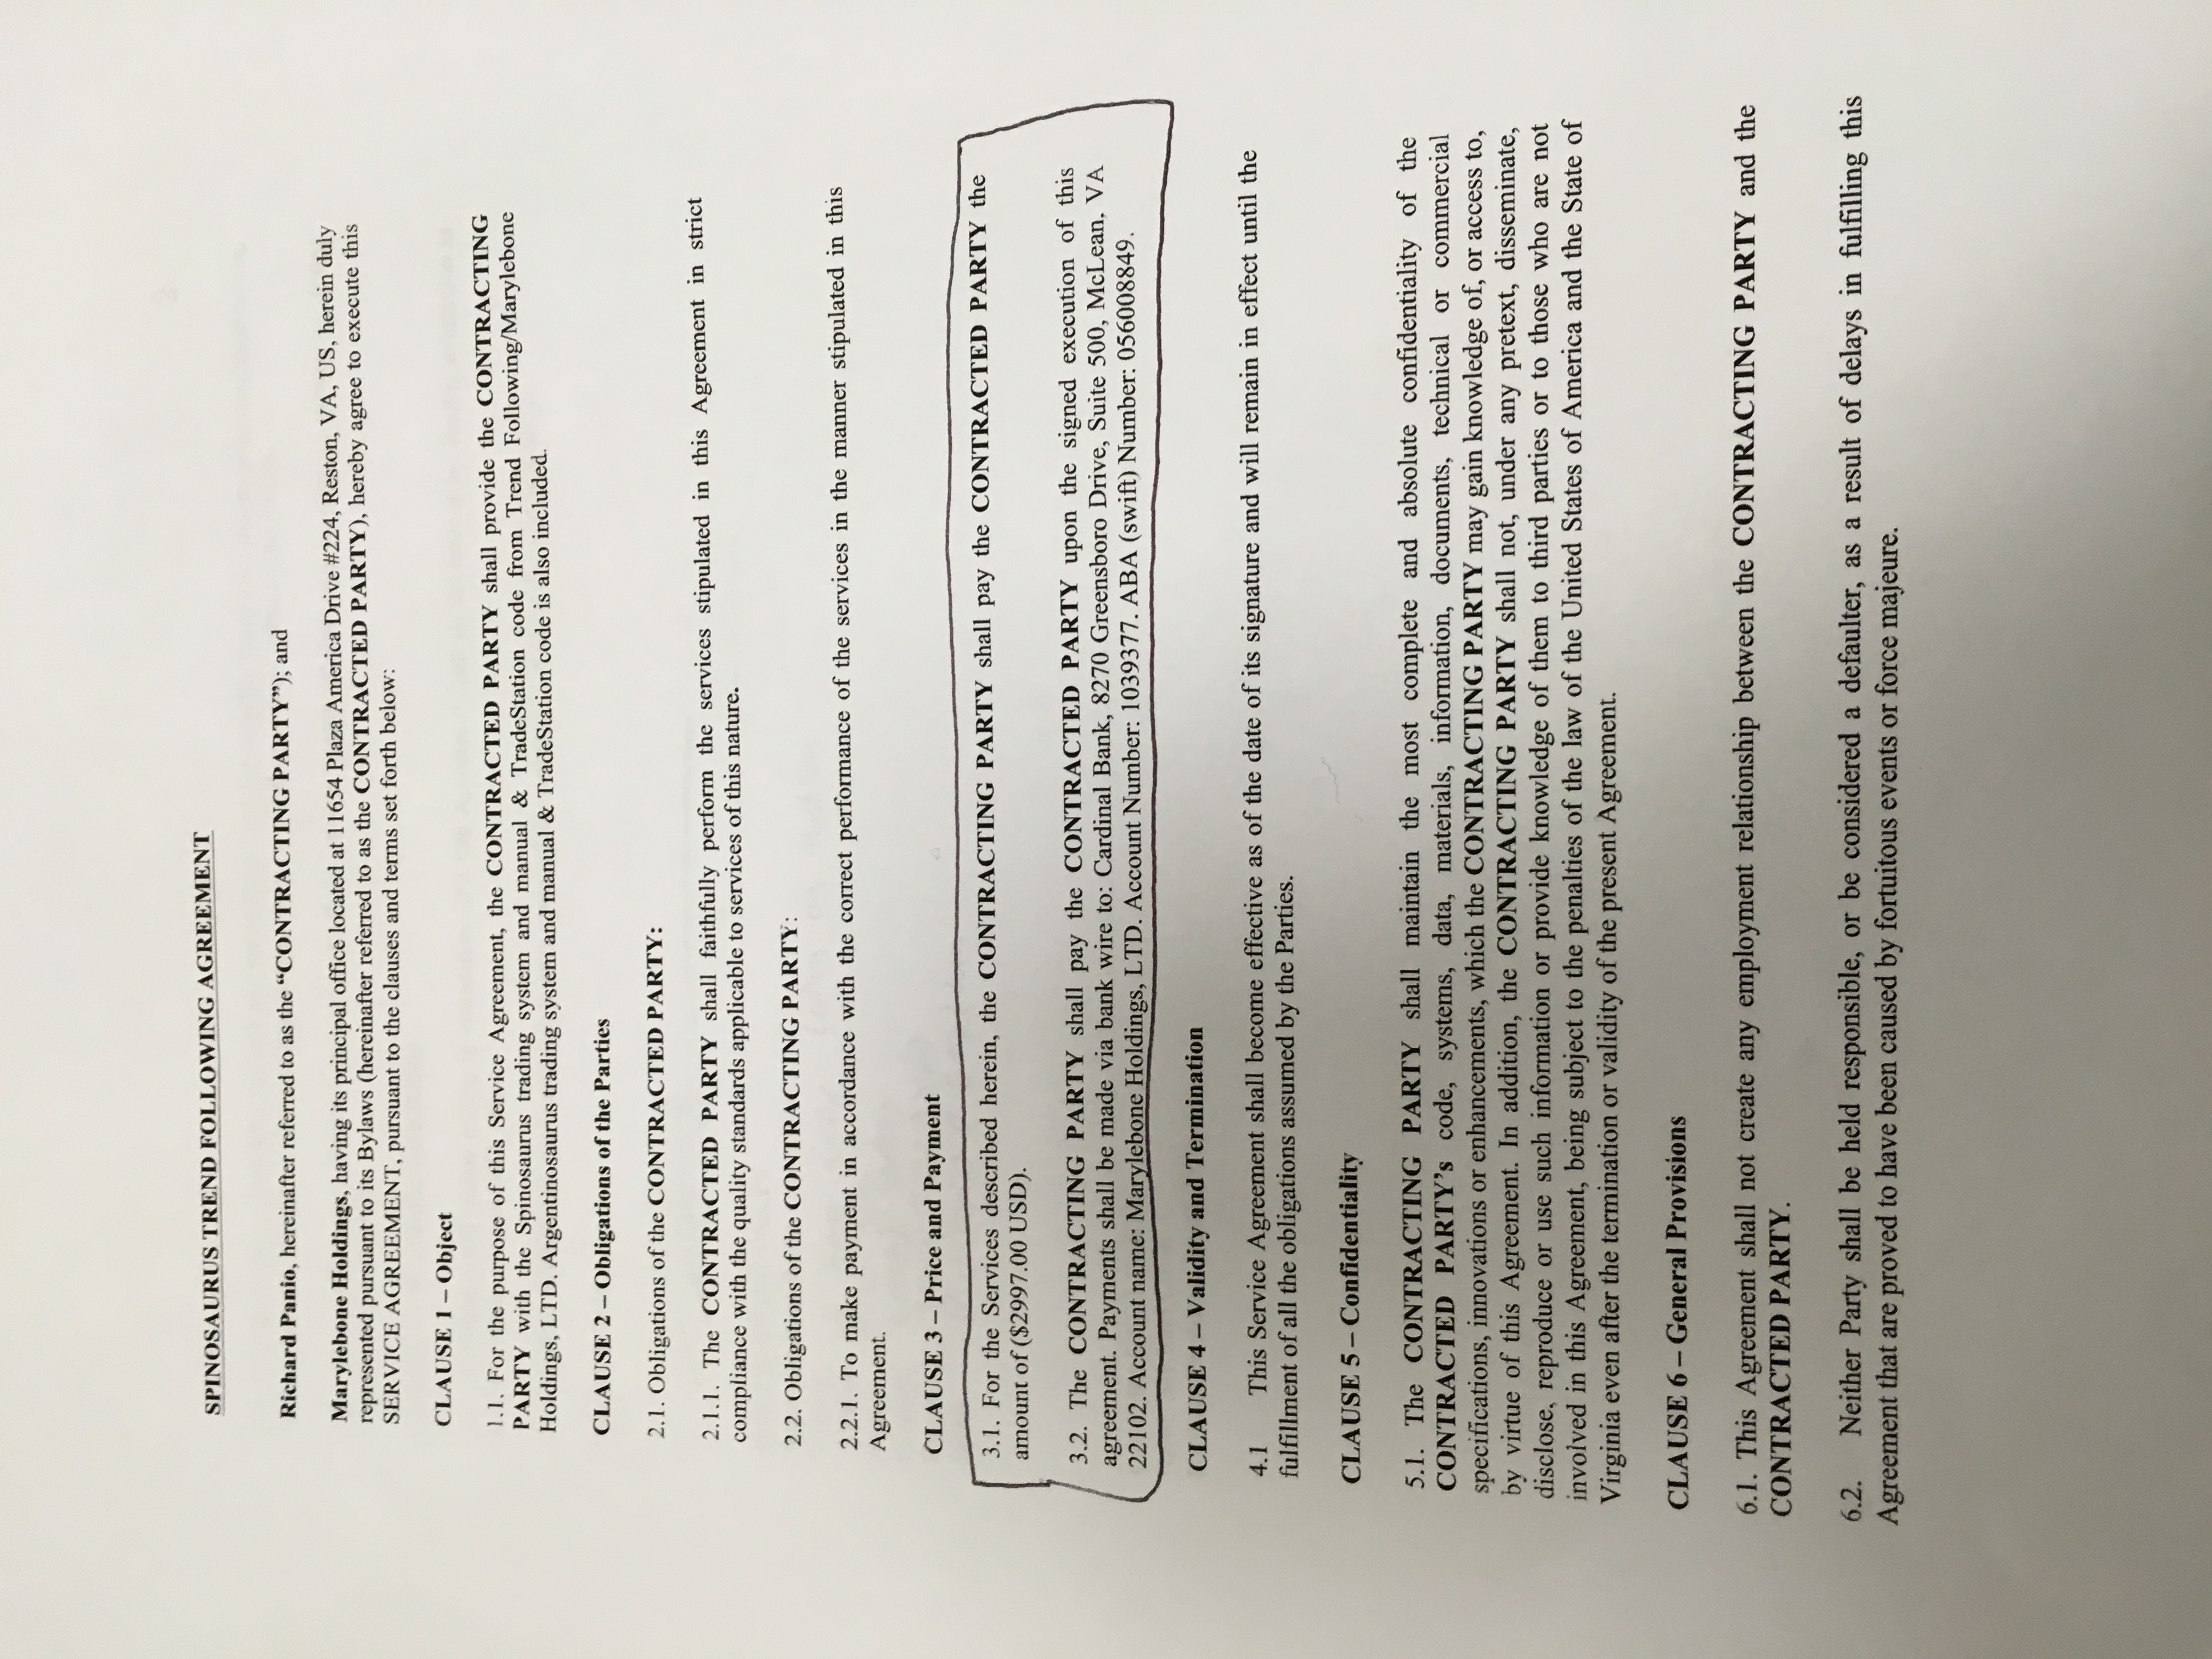 SPINOSAURUS TREND FOLLOWING AGREEMENT
Richard Panio, hereinafter referred to as the “CONTRACTING PARTY”); and
Marylebone Holdings, having its principal office located at 11654 Plaza America Drive #224, Reston, VA, US, herein duly
represented pursuant to its Bylaws (hereinafter referred to as the CONTRACTED PARTY), hereby agree to execute this
SERVICE AGREEMENT, pursuant to the clauses and terms set forth below:
CLAUSE 1 – Object
1.1. For the purpose of this Service Agreement, the CONTRACTED PARTY shall provide the CONTRACTING
PARTY with the Spinosaurus trading system and manual & TradeStation code from Trend Following/Marylebone
Holdings, LTD. Argentinosaurus trading system and manual & TradeStation code is also included.
CLAUSE 2 – Obligations of the Parties
2.1. Obligations of the CONTRACTED PARTY:
2.1.1. The CONTRACTED PARTY shall faithfully perform the services stipulated in this Agreement in strict
compliance with the quality standards applicable to services of this nature.
2.2. Obligations of the CONTRACTING PARTY:
2.2.1. To make payment in accordance with the correct performance of the services in the manner stipulated in this
Agreement.
CLAUSE 3 – Price and Payment
3.1. For the Services described herein, the CONTRACTING PARTY shall pay the CONTRACTED PARTY the
amount of ($2997.00 USD).
3.2. The CONTRACTING PARTY shall pay the CONTRACTED PARTY upon the signed execution of this
agreement. Payments shall be made via bank wire to: Cardinal Bank, 8270 Greensboro Drive, Suite 500, McLean, VA
22102. Account name: Marylebone Holdings, LTD. Account Number: 1039377. ABA (swift) Number: 056008849.
CLAUSE 4 – Validity and Termination
4.1 This Service Agreement shall become effective as of the date of its signature and will remain in effect until the
fulfillment of all the obligations assumed by the Parties.
CLAUSE 5 – Confidentiality
5.1. The CONTRACTING PARTY shall maintain the most complete and absolute confidentiality of the
CONTRACTED PARTY’s code, systems, data, materials, information, documents, technical or commercial
specifications, innovations or enhancements, which the CONTRACTING PARTY may gain knowledge of, or access to,
by virtue of this Agreement. In addition, the CONTRACTING PARTY shall not, under any pretext, disseminate,
disclose, reproduce or use such information or provide knowledge of them to third parties or to those who are not
involved in this Agreement, being subject to the penalties of the law of the United States of America and the State of
Virginia even after the termination or validity of the present Agreement.
CLAUSE 6 – General Provisions
6.1. This Agreement shall not create any employment relationship between the CONTRACTING PARTY and the
CONTRACTED PARTY.
6.2. Neither Party shall be held responsible, or be considered a defaulter, as a result of delays in fulfilling this
Agreement that are proved to have been caused by fortuitous events or force majeure.